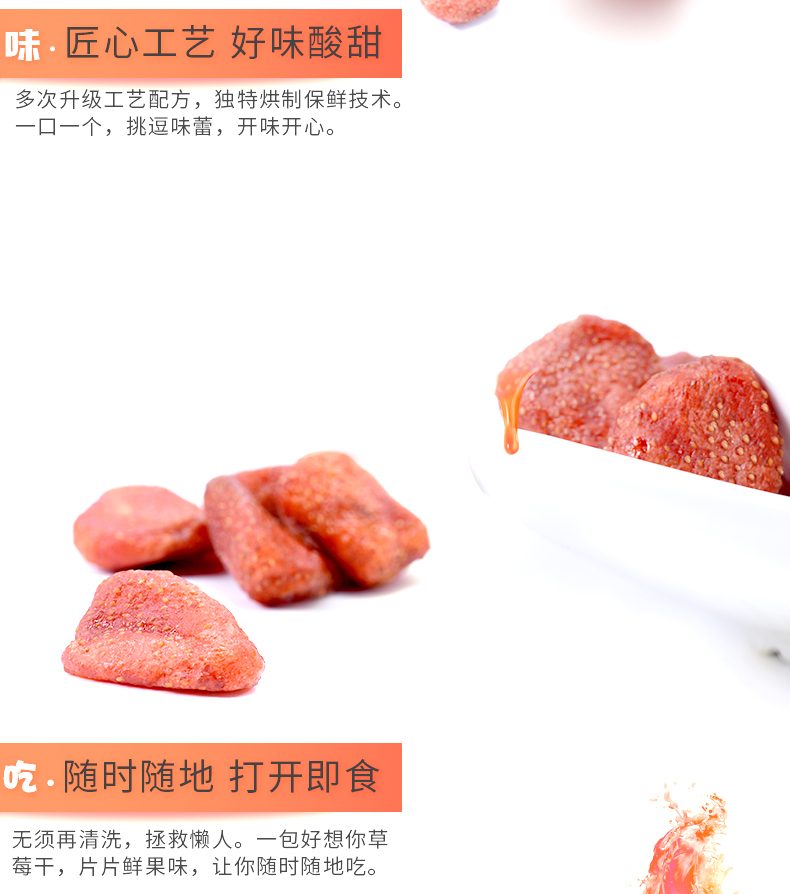 味·匠心工艺 好味酸甜
多次升级工艺配方，独特烘制保鲜技术。
一口一个，挑逗味蕾，开味开心。
吃·随时随地 打开即食
无须再清洗，拯救懒人。一包好想你草
莓干，片片鲜果味，让你随时随地吃。